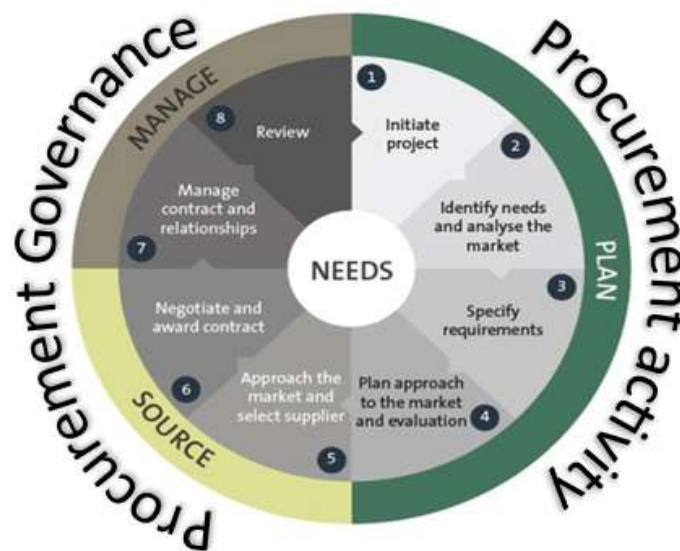 Procurement Governance
Procurement activity
MANAGE
PLAN
SOURCE
NEEDS
1
Initiate
project
2
Identify needs
and analyse the
market
3
Specify
requirements
4
Plan approach
to the market
and evaluation
5
Approach the
market and
select supplier
6
Negotiate and
award contract
7
Manage
contract and
relationships
8
Review